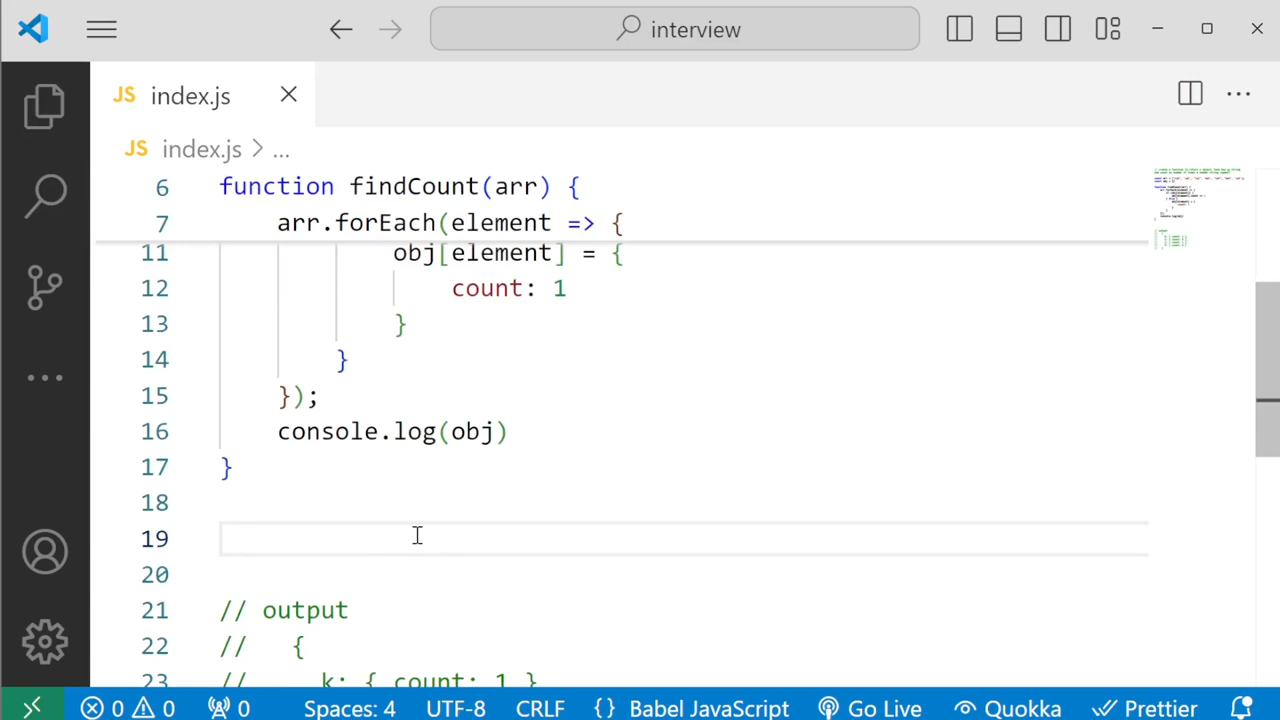 interview
JS index.js
JS index.js > ...
6 function findCount(arr) {
7 arr.forEach(element => {
11 obj[element] = {
12 count: 1
13 }
14 }
15 });
16 console.log(obj)
17 }
18
19
20
21 // output
22 // {
23 // k: { count: 1 }
0 0 0 Spaces: 4 UTF-8 CRLF {} Babel JavaScript Go Live Quokka Prettier